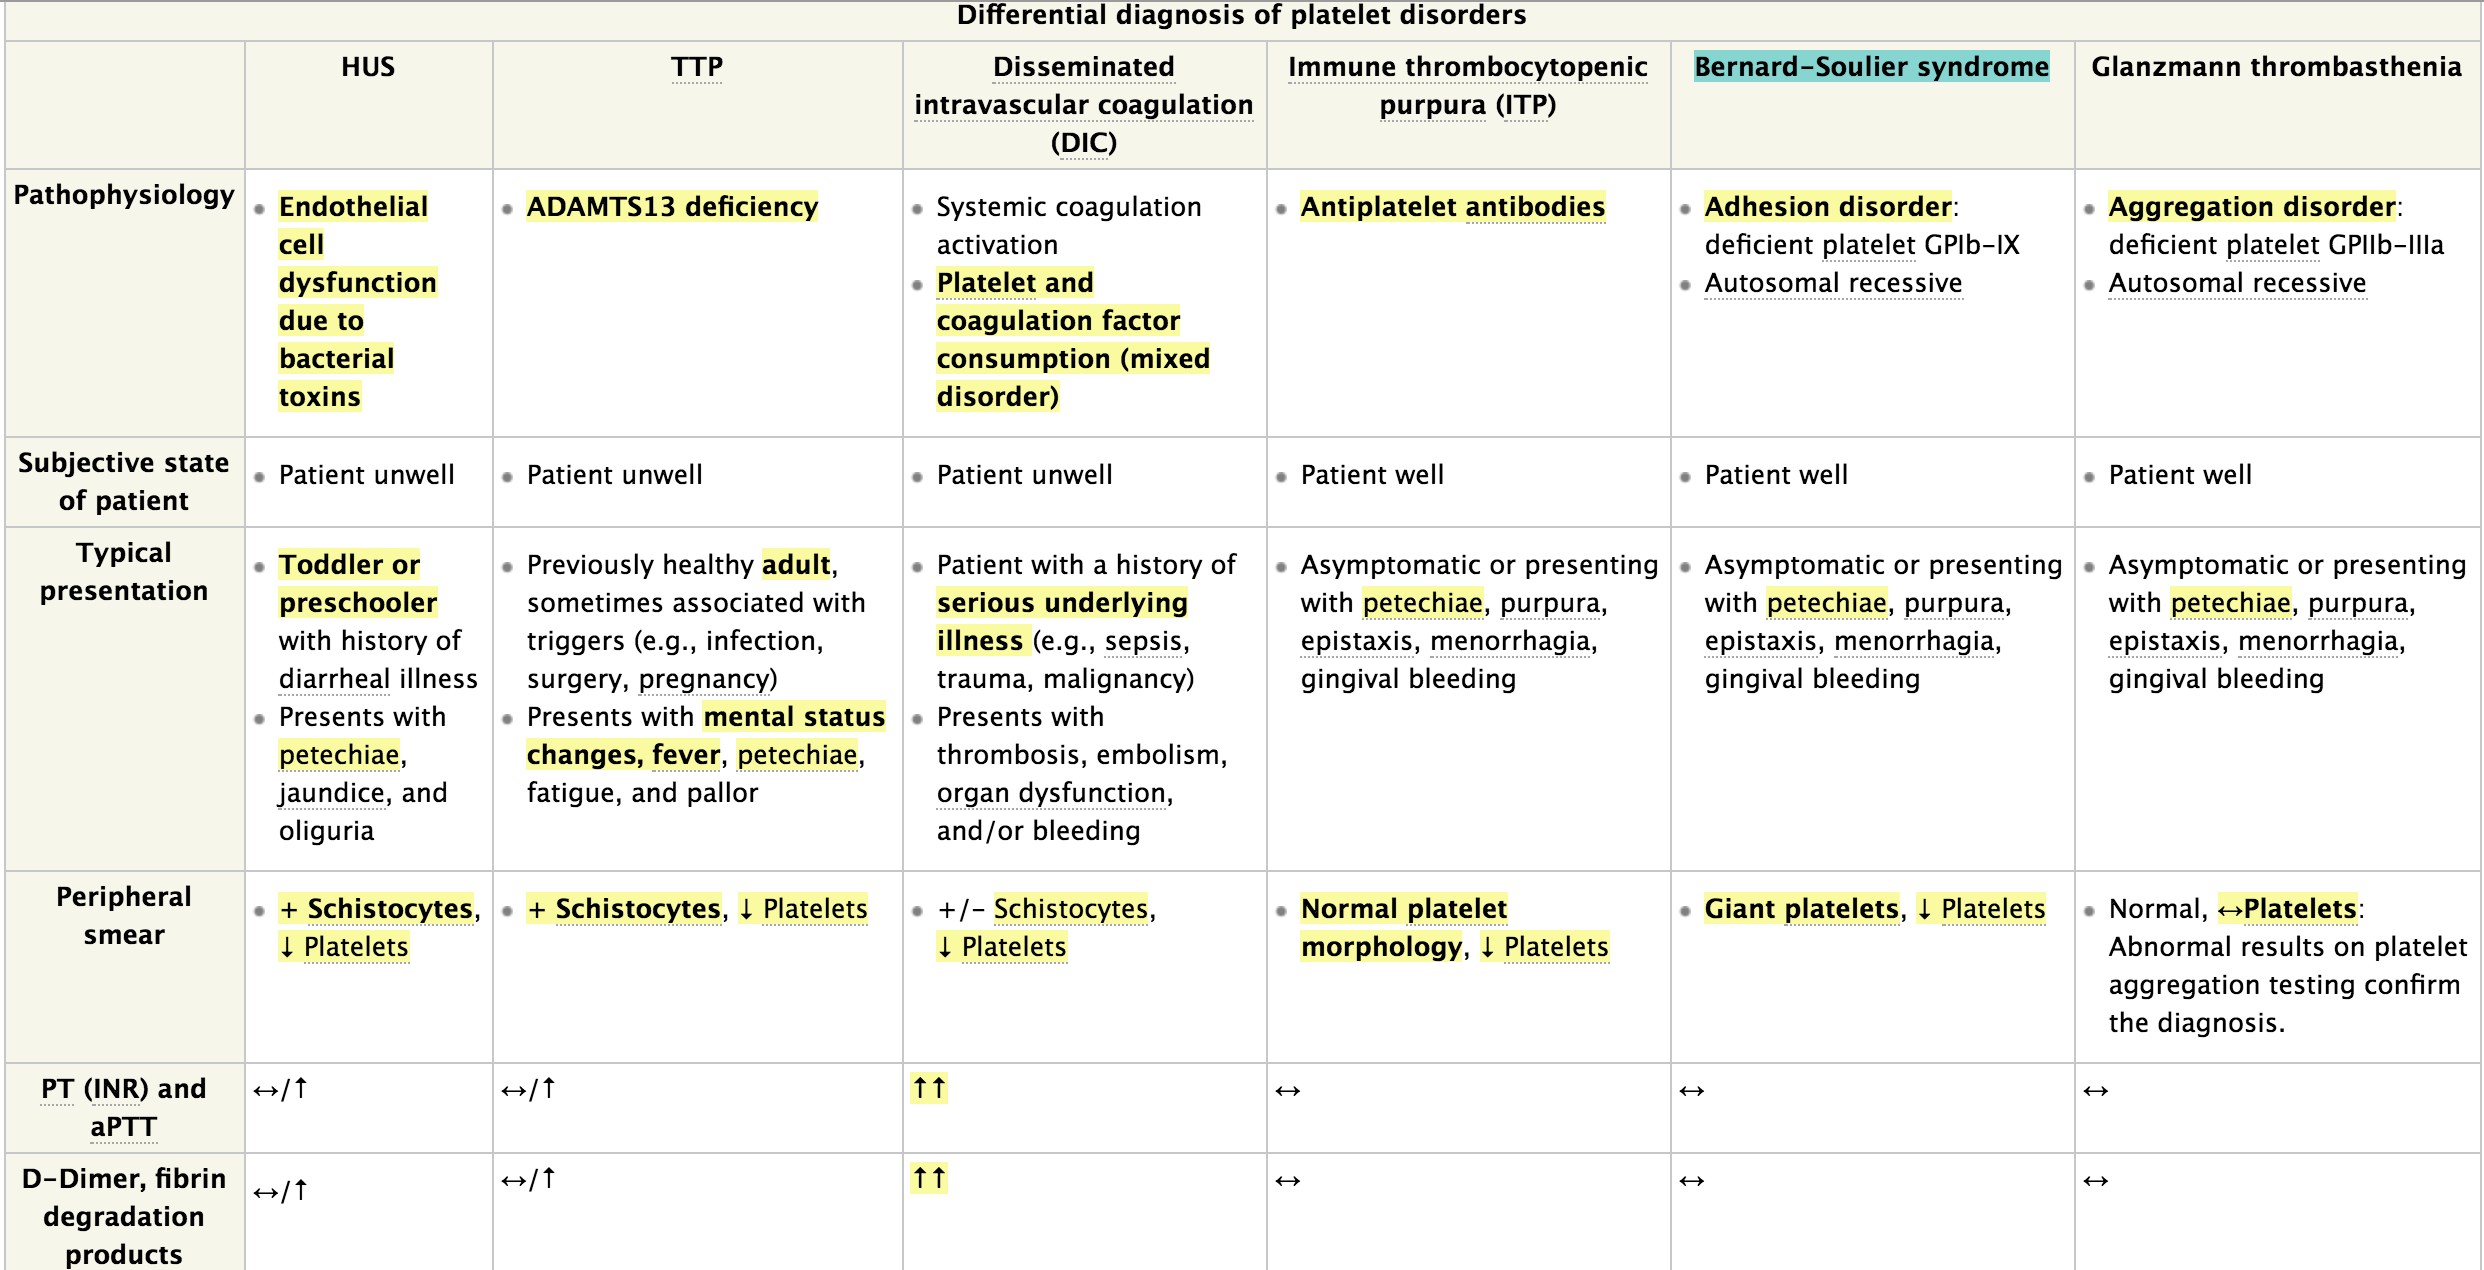 Differential diagnosis of platelet disorders
HUS
TTP
Disseminated
intravascular coagulation
(DIC)
Immune thrombocytopenic
purpura (ITP)
Bernard-Soulier syndrome
Glanzmann thrombasthenia
Pathophysiology
Endothelial
cell
dysfunction
due to
bacterial
toxins
ADAMTS13 deficiency
Systemic coagulation
activation
Platelet and
coagulation factor
consumption (mixed
disorder)
Antiplatelet antibodies
Adhesion disorder:
deficient platelet GPIb-IX
Autosomal recessive
Aggregation disorder:
deficient platelet GPIIb-IIIa
Autosomal recessive
Subjective state
of patient
Patient unwell
Patient unwell
Patient unwell
Patient well
Patient well
Patient well
Typical
presentation
Toddler or
preschooler
with history of
diarrheal illness
Presents with
petechiae,
jaundice, and
oliguria
Previously healthy adult,
sometimes associated with
triggers (e.g., infection,
surgery, pregnancy)
Presents with mental status
changes, fever, petechiae,
fatigue, and pallor
Patient with a history of
serious underlying
illness (e.g., sepsis,
trauma, malignancy)
Presents with
thrombosis, embolism,
organ dysfunction,
and/or bleeding
Asymptomatic or presenting
with petechiae, purpura,
epistaxis, menorrhagia,
gingival bleeding
Asymptomatic or presenting
with petechiae, purpura,
epistaxis, menorrhagia,
gingival bleeding
Asymptomatic or presenting
with petechiae, purpura,
epistaxis, menorrhagia,
gingival bleeding
Peripheral
smear
+ Schistocytes,
↓ Platelets
+ Schistocytes, ↓ Platelets
+/- Schistocytes,
↓ Platelets
Normal platelet
morphology, ↓ Platelets
Giant platelets, ↓ Platelets
Normal, ↔Platelets:
Abnormal results on platelet
aggregation testing confirm
the diagnosis.
PT (INR) and
aPTT
↔/↑
↔/↑
↑↑
↔
↔
↔
D-Dimer, fibrin
degradation
products
↔/↑
↔/↑
↑↑
↔
↔
↔